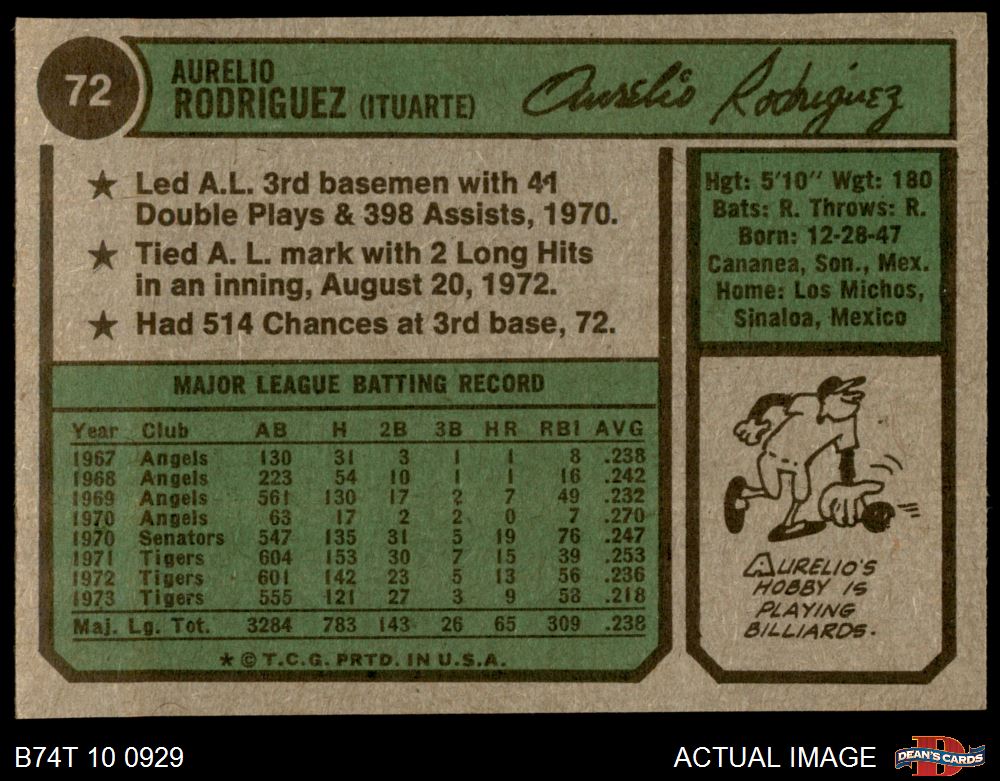 72
AURELIO
RODRIGUEZ (ITUARTE)
Aurelio Rodriguez
★ Led A.L. 3rd basemen with 41
Double Plays & 398 Assists, 1970.
★ Tied A. L. mark with 2 Long Hits
in an inning, August 20, 1972.
★ Had 514 Chances at 3rd base, 72.
Hgt: 5'10" Wgt: 180
Bats: R. Throws: R.
Born: 12-28-47
Cananea, Son., Mex.
Home: Los Michos,
Sinaloa, Mexico
MAJOR LEAGUE BATTING RECORD
Year Club AB H 2B 3B HR RBI AVG
1967 Angels 130 31 3 1 1 8 .238
1968 Angels 223 54 10 1 1 16 .242
1969 Angels 561 130 17 2 7 49 .232
1970 Angels 63 17 2 2 0 7 .270
1970 Senators 547 135 31 5 19 76 .247
1971 Tigers 604 153 30 7 15 39 .253
1972 Tigers 601 142 23 5 13 56 .236
1973 Tigers 555 121 27 3 9 58 .218
Maj. Lg. Tot. 3284 783 143 26 65 309 .238
★ © T.C.G. PRTD. IN U.S.A.
AURELIO'S
HOBBY IS
PLAYING
BILLIARDS.
B74T 10 0929
ACTUAL IMAGE
DEAN'S CARDS